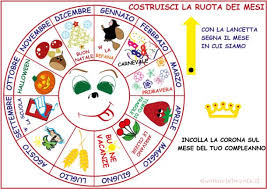 COSTRUISCI LA RUOTA DEI MESI
CON LA LANCETTA
SEGNA IL MESE
IN CUI SIAMO
INCOLLA LA CORONA SUL
MESE DEL TUO COMPLEANNO
GENNAIO
FEBBRAIO
MARZO
APRILE
MAGGIO
GIUGNO
LUGLIO
AGOSTO
SETTEMBRE
OTTOBRE
NOVEMBRE
DICEMBRE
BUON
NATALE
LA BEFANA
CARNEVALE
BUONE
VACANZE
HALLOWEEN